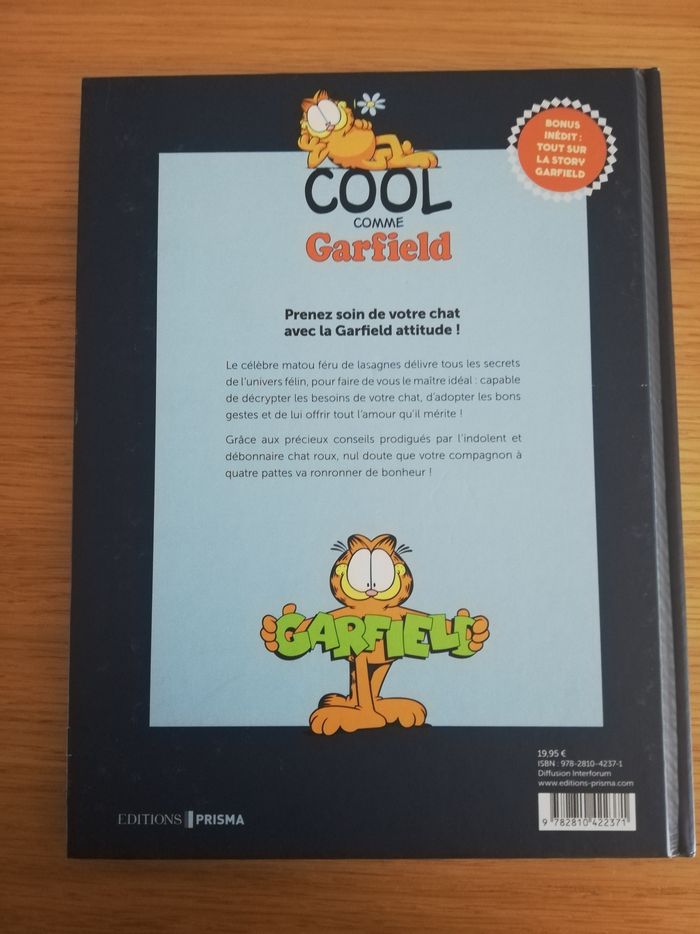 BONUS
INÉDIT :
TOUT SUR
LA STORY
GARFIELD
COOL
COMME
Garfield
Prenez soin de votre chat
avec la Garfield attitude !
Le célèbre matou féru de lasagnes délivre tous les secrets
de l'univers félin, pour faire de vous le maître idéal : capable
de décrypter les besoins de votre chat, d'adopter les bons
gestes et de lui offrir tout l'amour qu'il mérite !
Grâce aux précieux conseils prodigués par l'indolent et
débonnaire chat roux, nul doute que votre compagnon à
quatre pattes va ronronner de bonheur !
GARFIELD
19,95 €
ISBN : 978-2810-4237-1
Diffusion Interforum
www.editions-prisma.com
9 782810 422371
EDITIONS PRISMA